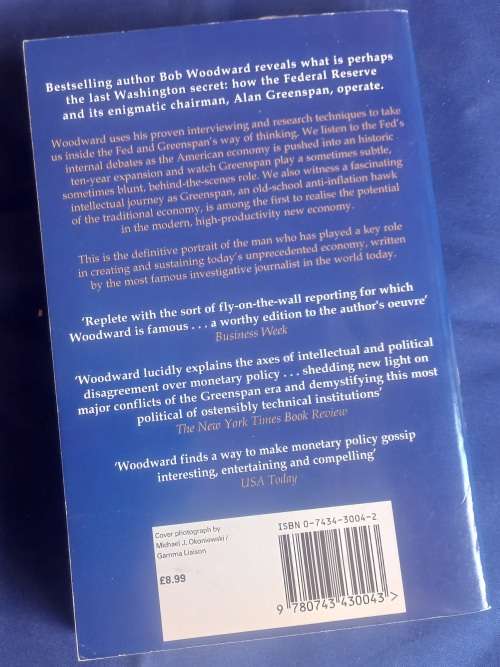 Bestselling author Bob Woodward reveals what is perhaps
the last Washington secret: how the Federal Reserve
and its enigmatic chairman, Alan Greenspan, operate.
Woodward uses his proven interviewing and research techniques to take
us inside the Fed and Greenspan's way of thinking. We listen to the Fed's
internal debates as the American economy is pushed into an historic
ten-year expansion and watch Greenspan play a sometimes subtle,
sometimes blunt, behind-the-scenes role. We also witness a fascinating
intellectual journey as Greenspan, an old-school anti-inflation hawk
of the traditional economy, is among the first to realise the potential
in the modern, high-productivity new economy.
This is the definitive portrait of the man who has played a key role
in creating and sustaining today's unprecedented economy, written
by the most famous investigative journalist in the world today.
'Replete with the sort of fly-on-the-wall reporting for which
Woodward is famous . . . a worthy edition to the author's oeuvre'
Business Week
'Woodward lucidly explains the axes of intellectual and political
disagreement over monetary policy . . . shedding new light on
major conflicts of the Greenspan era and demystifying this most
political of ostensibly technical institutions'
The New York Times Book Review
'Woodward finds a way to make monetary policy gossip
interesting, entertaining and compelling'
USA Today
Cover photograph by
Michael J. Okoniewski/
Gamma Liaison
£8.99
ISBN 0-7434-3004-2
9 780743 430043 >